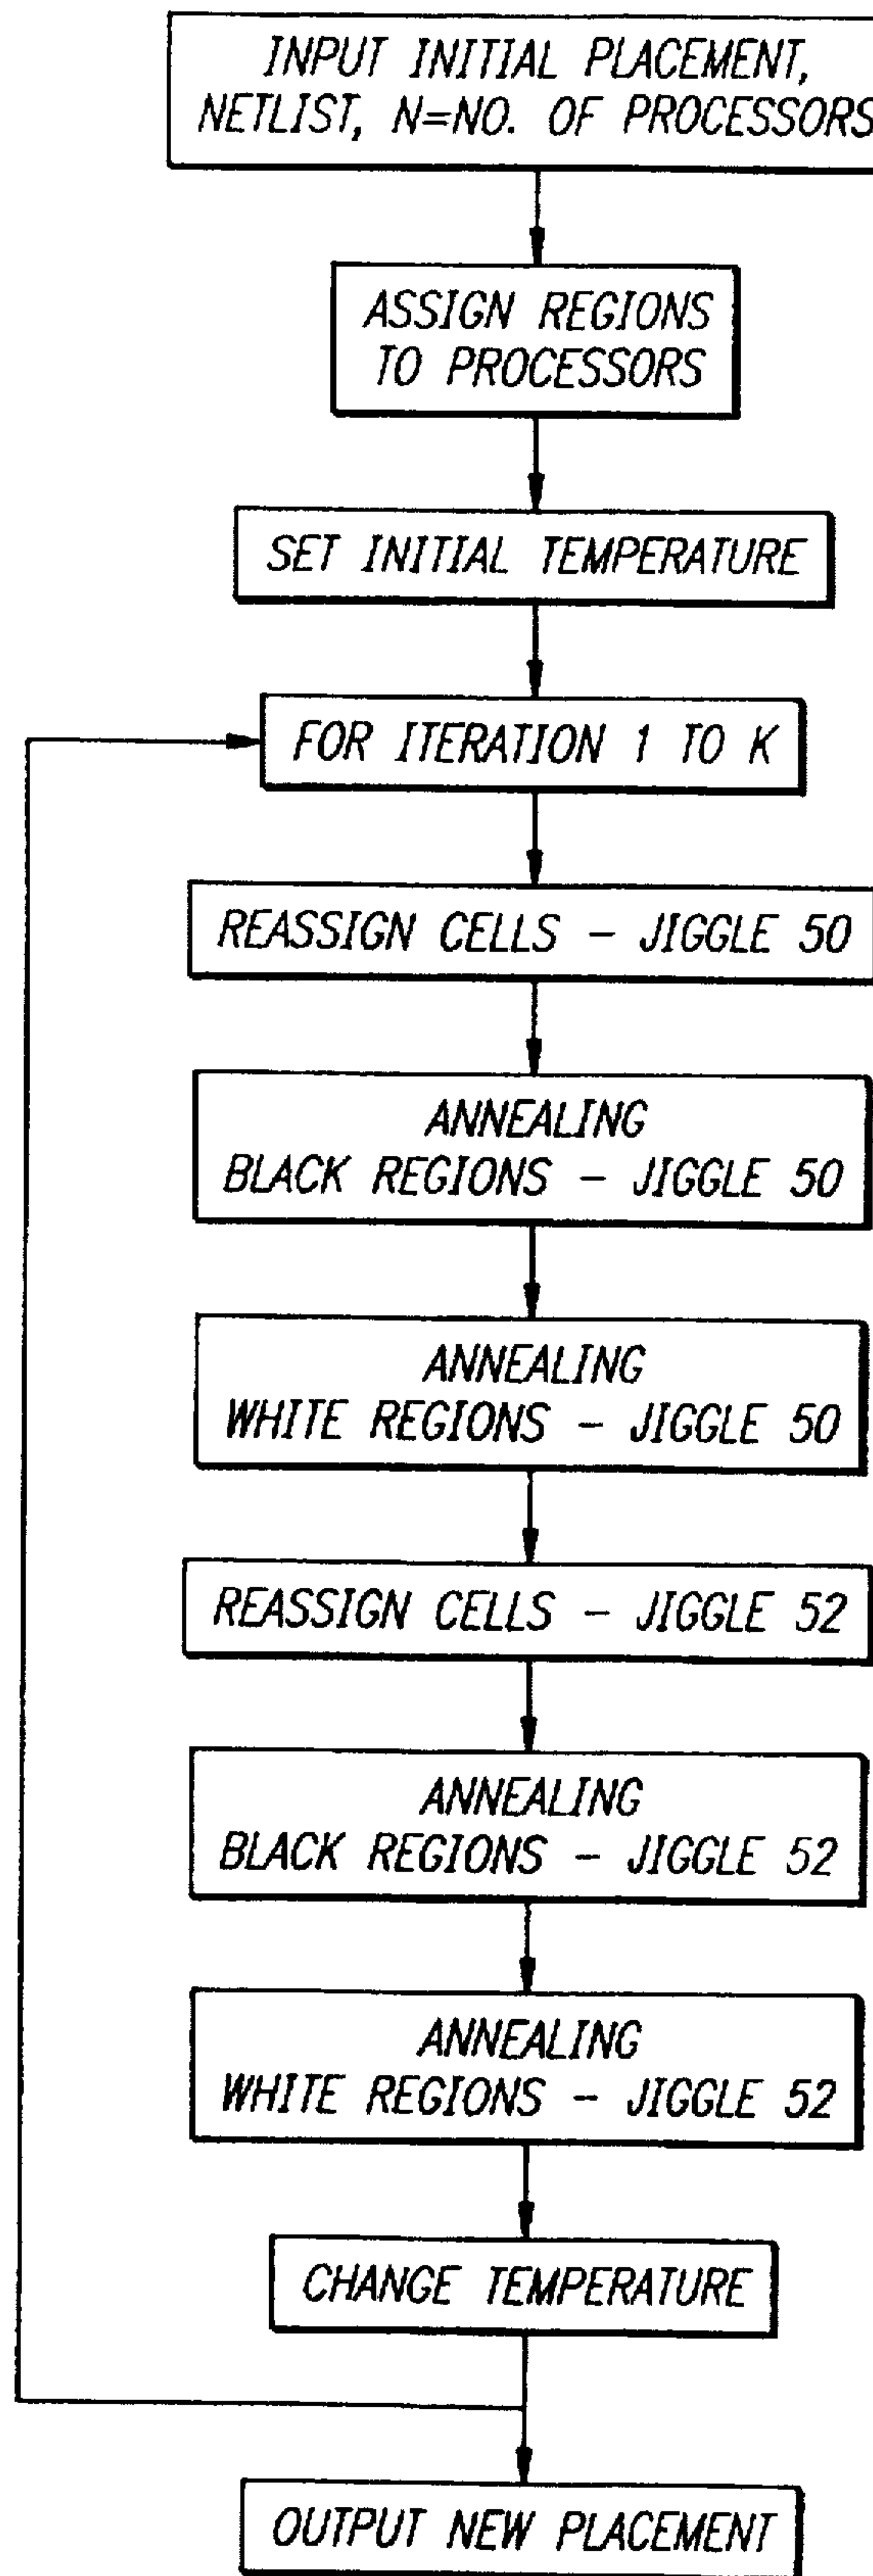 INPUT INITIAL PLACEMENT,
NETLIST, N=NO. OF PROCESSORS
ASSIGN REGIONS
TO PROCESSORS
SET INITIAL TEMPERATURE
FOR ITERATION 1 TO K
REASSIGN CELLS – JIGGLE 50
ANNEALING
BLACK REGIONS – JIGGLE 50
ANNEALING
WHITE REGIONS – JIGGLE 50
REASSIGN CELLS – JIGGLE 52
ANNEALING
BLACK REGIONS – JIGGLE 52
ANNEALING
WHITE REGIONS – JIGGLE 52
CHANGE TEMPERATURE
OUTPUT NEW PLACEMENT